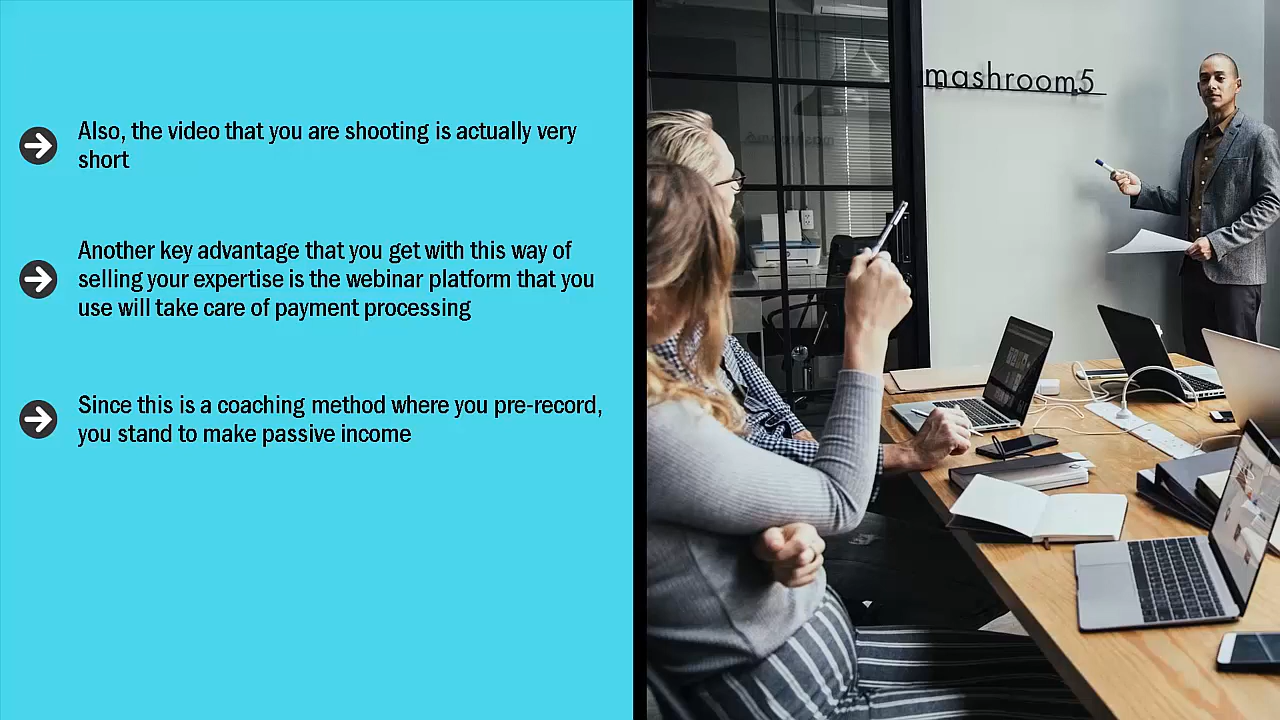 Also, the video that you are shooting is actually very
short
Another key advantage that you get with this way of
selling your expertise is the webinar platform that you
use will take care of payment processing
Since this is a coaching method where you pre-record,
you stand to make passive income
mashroom5